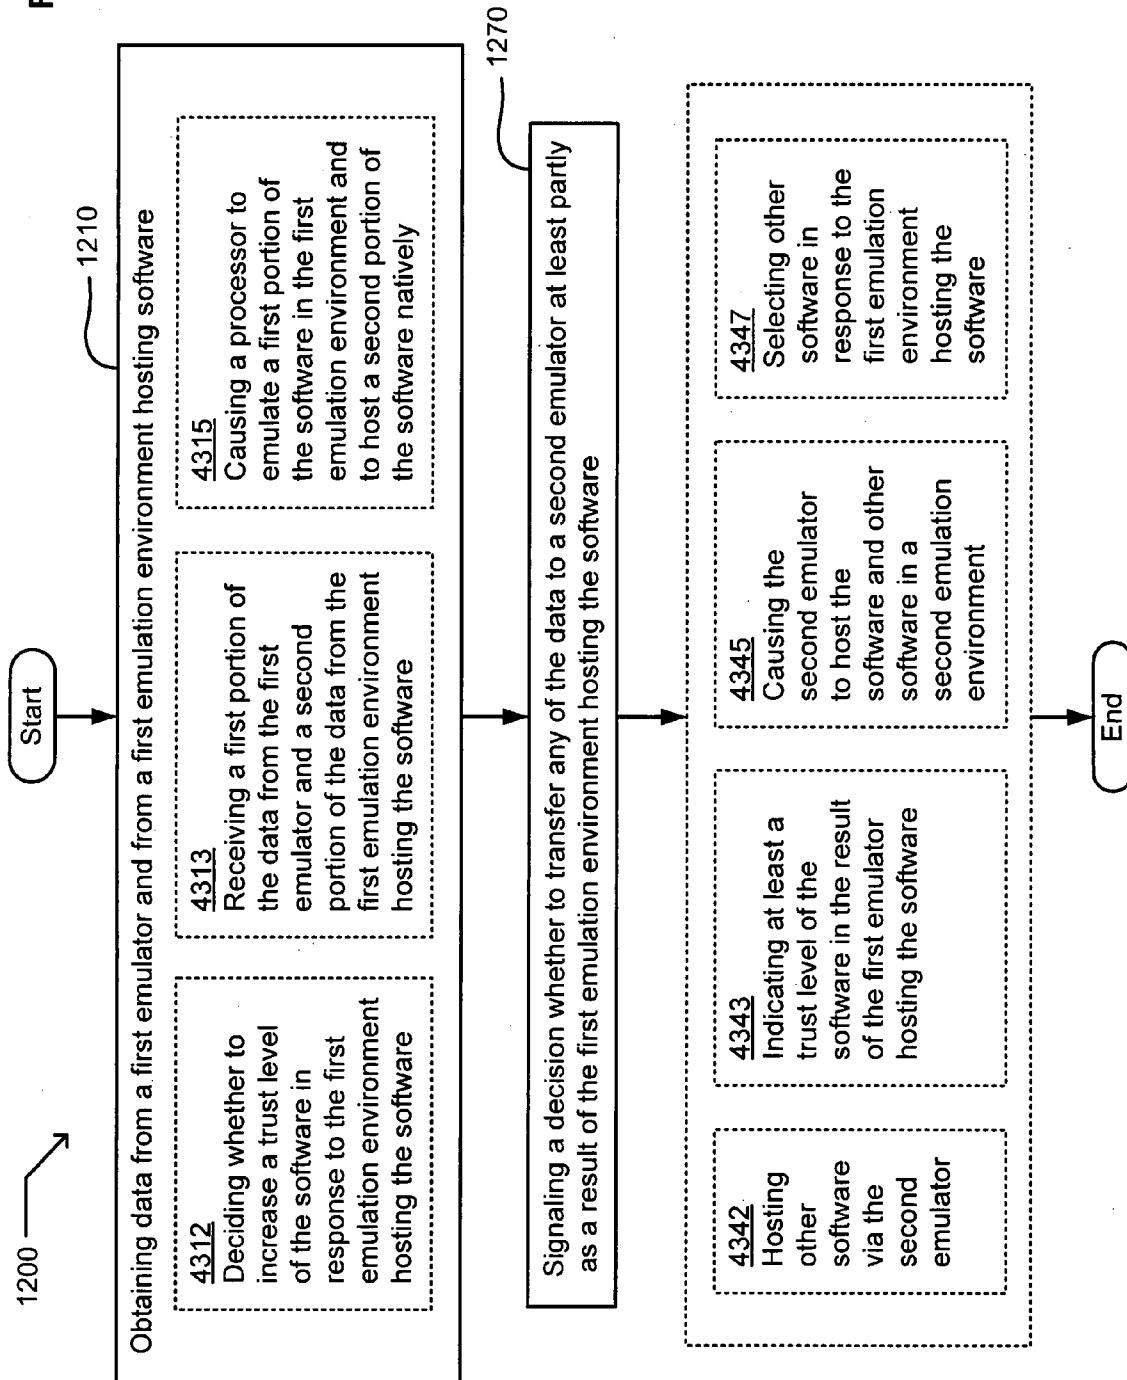 1200
Start
1210
Obtaining data from a first emulator and from a first emulation environment hosting software
4312
Deciding whether to
increase a trust level
of the software in
response to the first
emulation environment
hosting the software
4313
Receiving a first portion of
the data from the first
emulator and a second
portion of the data from the
first emulation environment
hosting the software
4315
Causing a processor to
emulate a first portion of
the software in the first
emulation environment and
to host a second portion of
the software natively
1270
Signaling a decision whether to transfer any of the data to a second emulator at least partly
as a result of the first emulation environment hosting the software
4342
Hosting
other
software
via the
second
emulator
4343
Indicating at least a
trust level of the
software in the result
of the first emulator
hosting the software
4345
Causing the
second emulator
to host the
software and other
software in a
second emulation
environment
4347
Selecting other
software in
response to the
first emulation
environment
hosting the
software
End